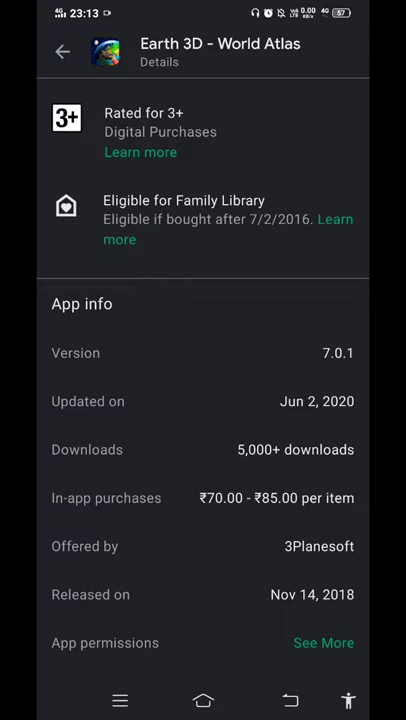 4G 23:13 VoLTE 0.00 KB/s 4G 57
Earth 3D - World Atlas
Details
3+ Rated for 3+
Digital Purchases
Learn more
Eligible for Family Library
Eligible if bought after 7/2/2016. Learn
more
App info
Version 7.0.1
Updated on Jun 2, 2020
Downloads 5,000+ downloads
In-app purchases ₹70.00 - ₹85.00 per item
Offered by 3Planesoft
Released on Nov 14, 2018
App permissions See More